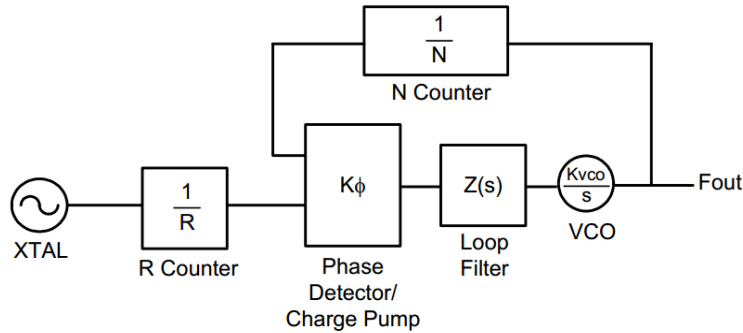 1
N
N Counter
XTAL
1
R
R Counter
Kϕ
Phase
Detector/
Charge Pump
Z(s)
Loop
Filter
Kvco
s
VCO
Fout